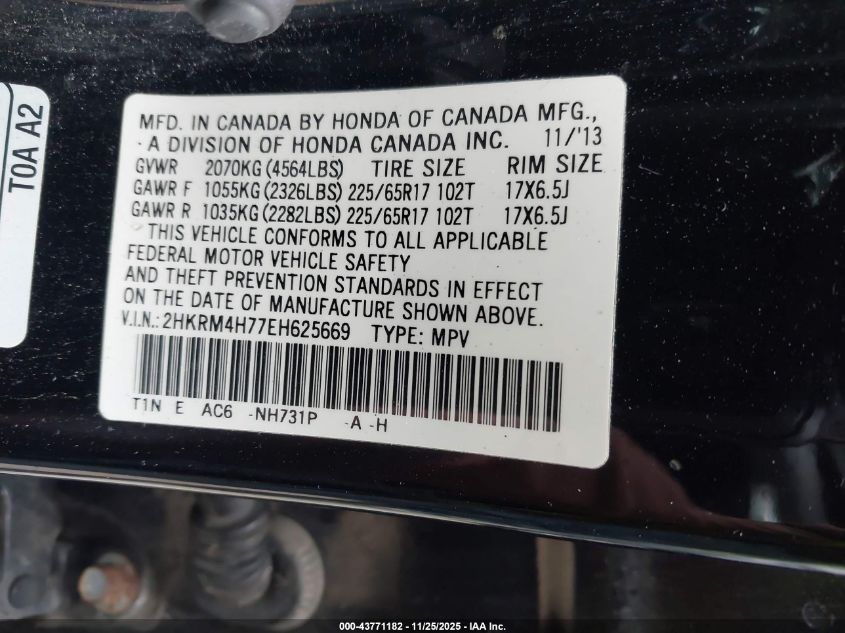 T0A A2
MFD. IN CANADA BY HONDA OF CANADA MFG.,
A DIVISION OF HONDA CANADA INC. 11/'13
GVWR 2070KG(4564LBS) TIRE SIZE RIM SIZE
GAWR F 1055KG(2326LBS) 225/65R17 102T 17X6.5J
GAWR R 1035KG(2282LBS) 225/65R17 102T 17X6.5J
THIS VEHICLE CONFORMS TO ALL APPLICABLE
FEDERAL MOTOR VEHICLE SAFETY
AND THEFT PREVENTION STANDARDS IN EFFECT
ON THE DATE OF MANUFACTURE SHOWN ABOVE.
V.I.N.: 2HKRM4H77EH625669 TYPE: MPV
T1N E AC6 -NH731P -A -H
000-43771182 - 11/25/2025 - IAA Inc.